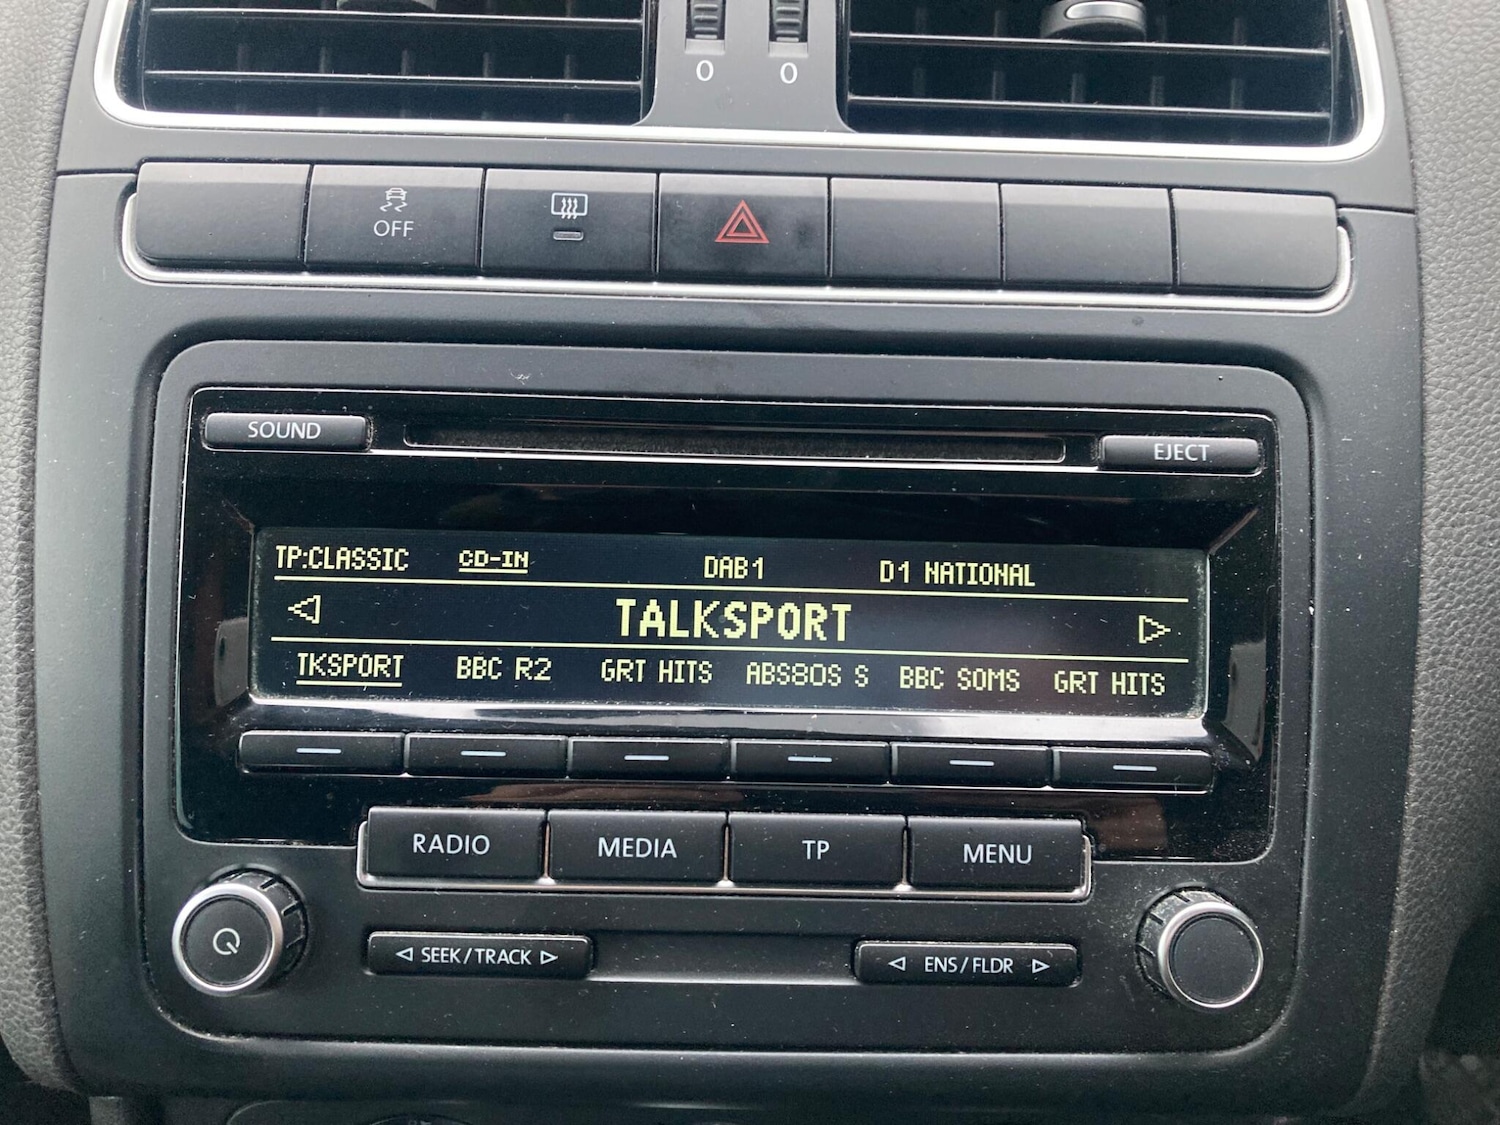 0 0
OFF
SOUND
EJECT
TP:CLASSIC CD-IN DAB1 D1 NATIONAL
TALKSPORT
TKSPORT BBC R2 GRT HITS ABS80S S BBC SOMS GRT HITS
RADIO MEDIA TP MENU
SEEK/TRACK ENS/FLDR